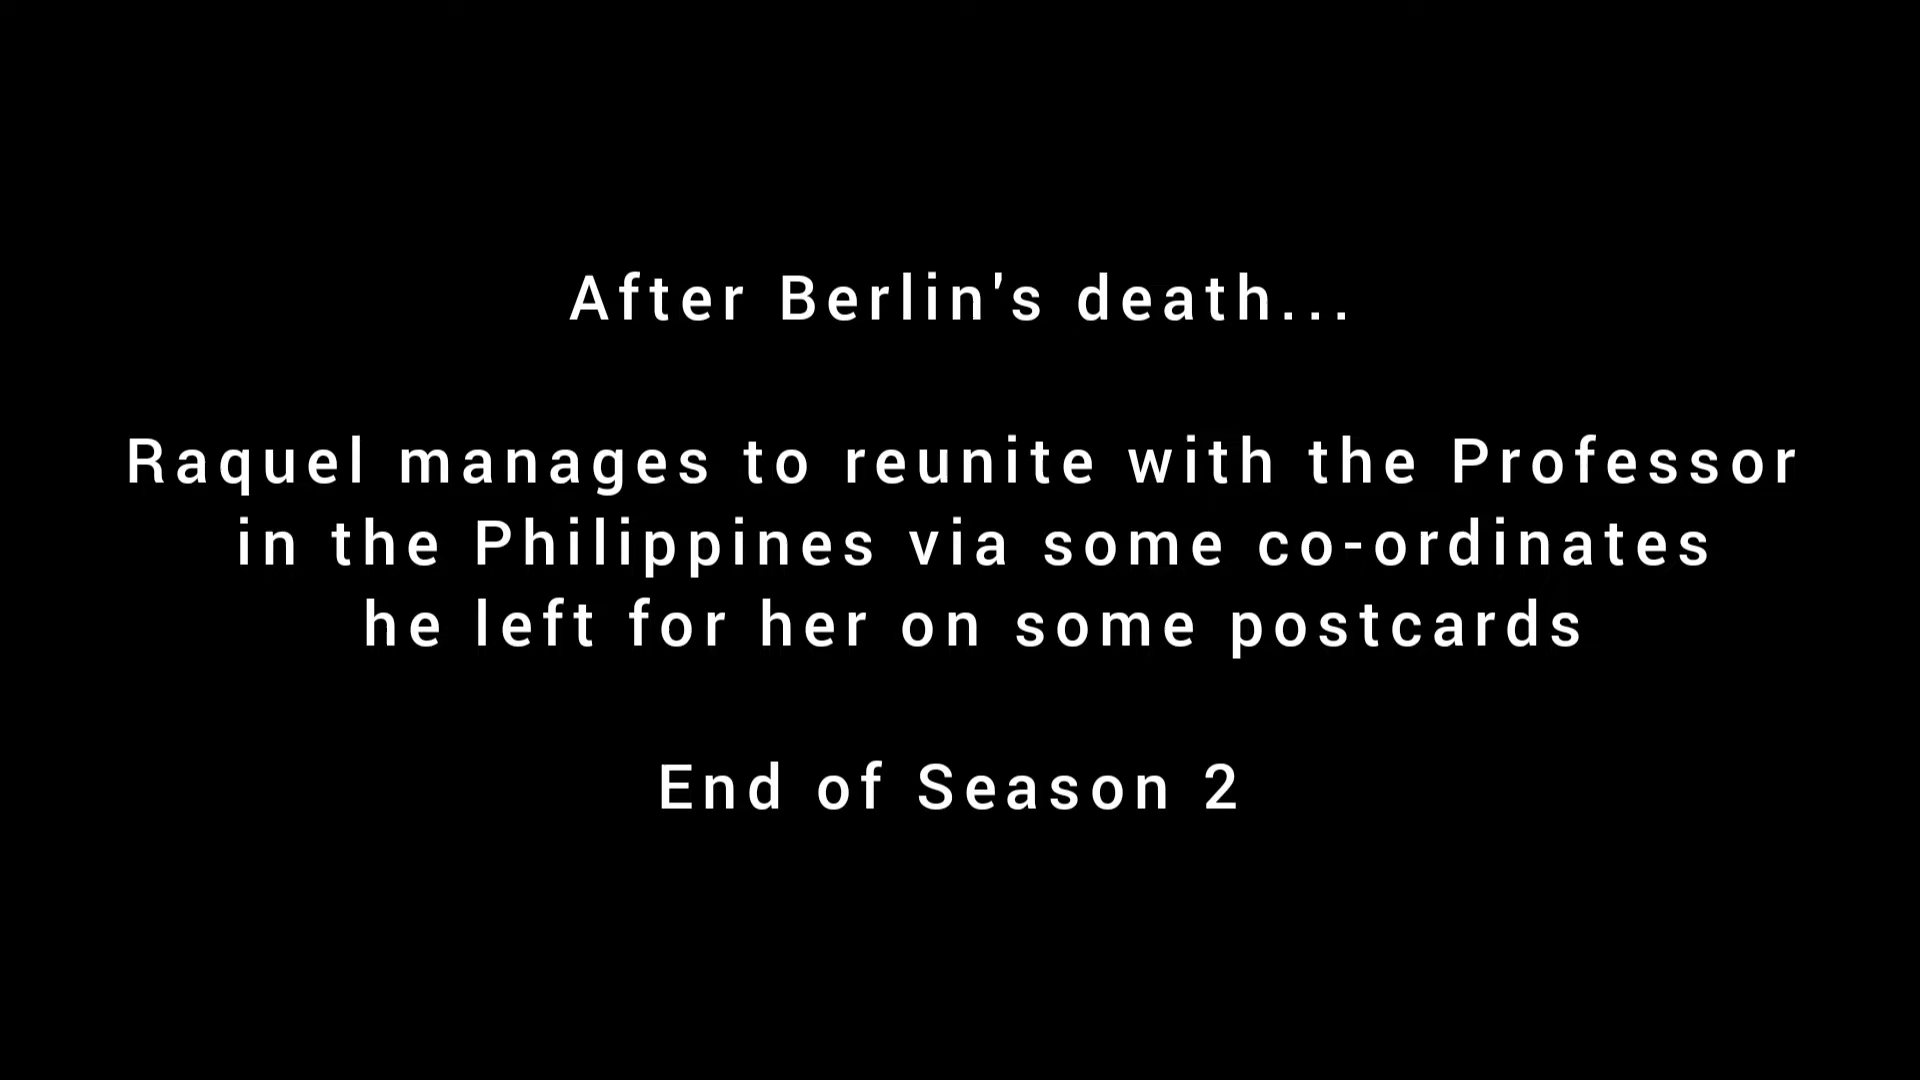 After Berlin's death...
Raquel manages to reunite with the Professor
in the Philippines via some co-ordinates
he left for her on some postcards
End of Season 2